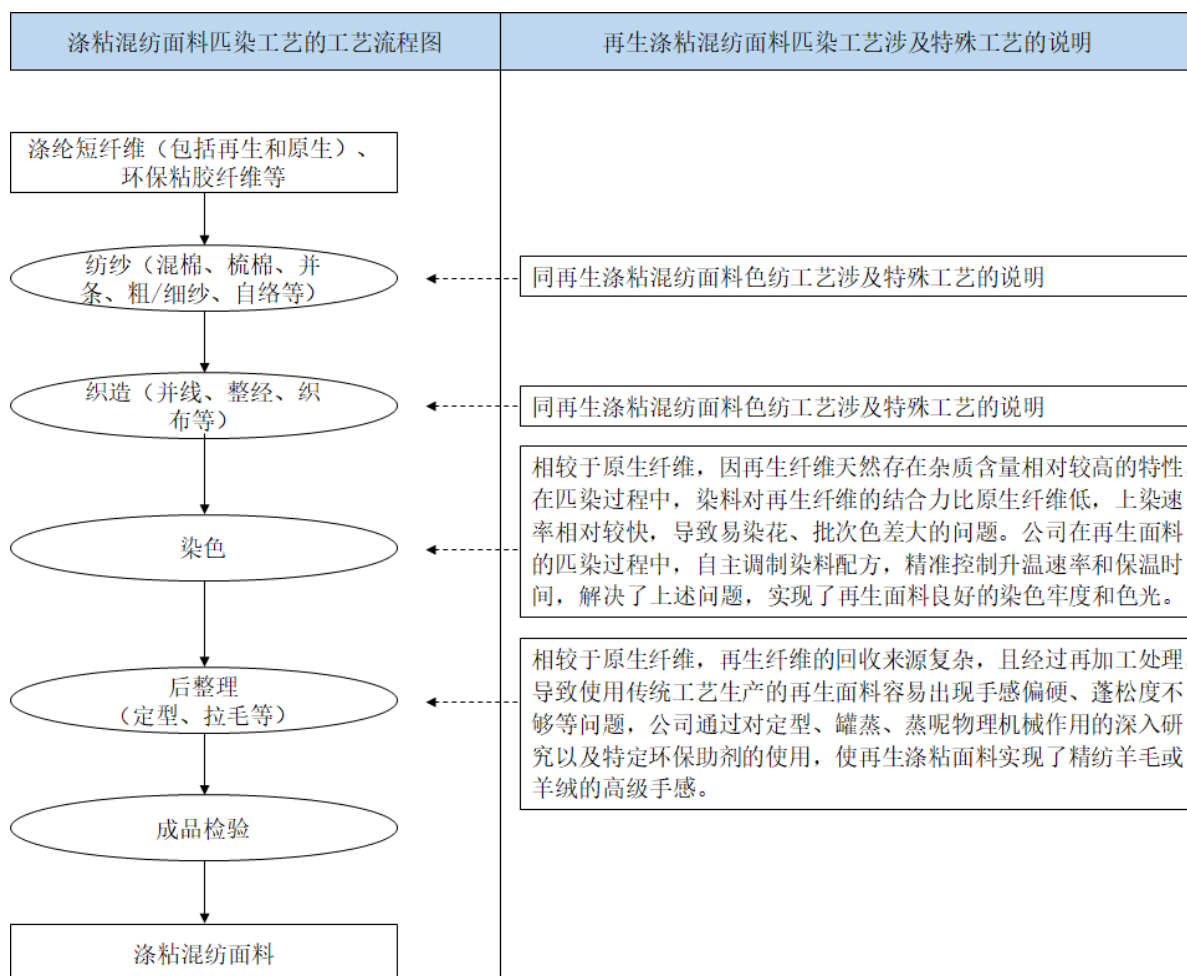 涤粘混纺面料匹染工艺的工艺流程图
再生涤粘混纺面料匹染工艺涉及特殊工艺的说明
涤纶短纤维（包括再生和原生）、
环保粘胶纤维等
纺纱（混棉、梳棉、并
条、粗/细纱、自络等）
同再生涤粘混纺面料色纺工艺涉及特殊工艺的说明
织造（并线、整经、织
布等）
同再生涤粘混纺面料色纺工艺涉及特殊工艺的说明
染色
相较于原生纤维，因再生纤维天然存在杂质含量相对较高的特性
在匹染过程中，染料对再生纤维的结合力比原生纤维低，上染速
率相对较快，导致易染花、批次色差大的问题。公司在再生面料
的匹染过程中，自主调制染料配方，精准控制升温速率和保温时
间，解决了上述问题，实现了再生面料良好的染色牢度和色光。
后整理
（定型、拉毛等）
相较于原生纤维，再生纤维的回收来源复杂，且经过再加工处理
导致使用传统工艺生产的再生面料容易出现手感偏硬、蓬松度不
够等问题，公司通过对定型、罐蒸、蒸呢物理机械作用的深入研
究以及特定环保助剂的使用，使再生涤粘面料实现了精纺羊毛或
羊绒的高级手感。
成品检验
涤粘混纺面料